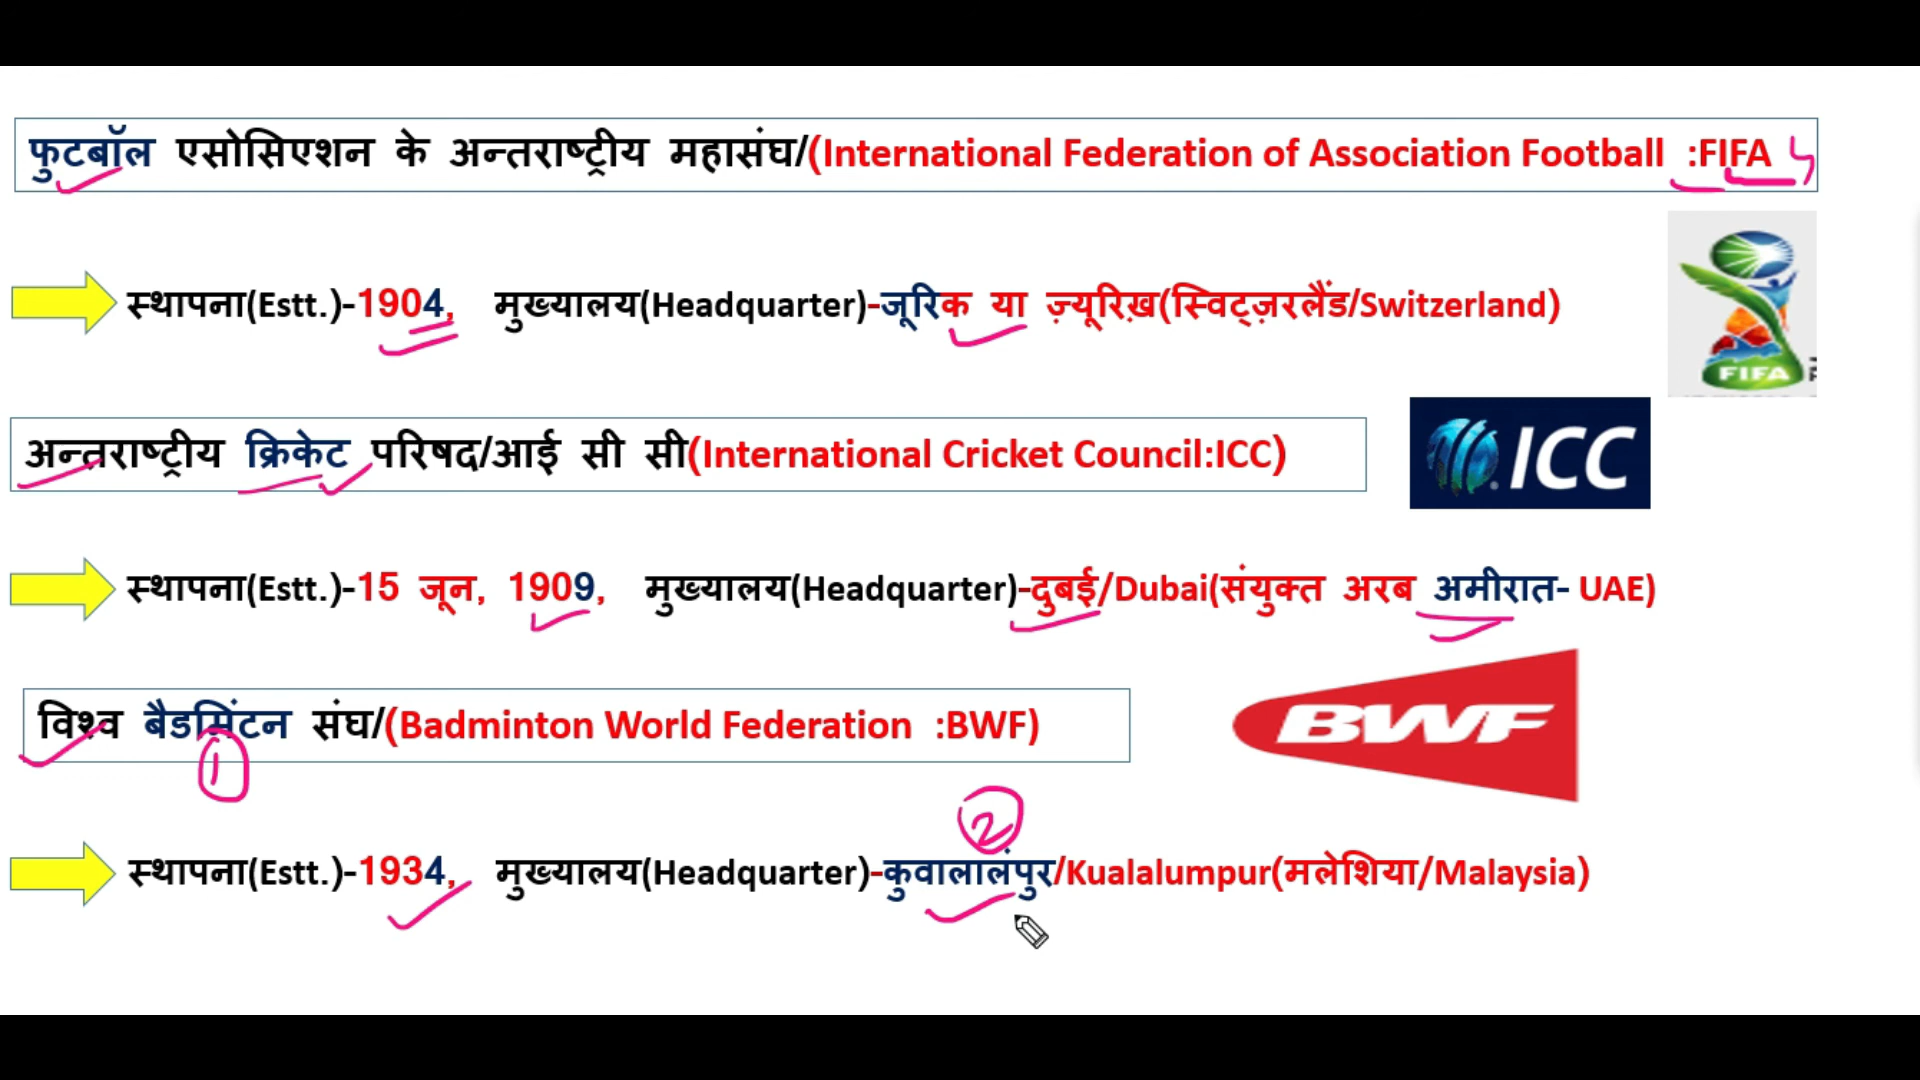 फुटबॉल एसोसिएशन के अन्तराष्ट्रीय महासंघ/(International Federation of Association Football :FIFA
स्थापना(Estt.)-1904, मुख्यालय(Headquarter)-जूरिक या ज़्यूरिख़(स्विट्ज़रलैंड/Switzerland)
FIFA
अन्तराष्ट्रीय क्रिकेट परिषद/आई सी सी(International Cricket Council:ICC)
ICC
स्थापना(Estt.)-15 जून, 1909, मुख्यालय(Headquarter)-दुबई/Dubai(संयुक्त अरब अमीरात- UAE)
विश्व बैडमिंटन संघ/(Badminton World Federation :BWF)
BWF
1
2
स्थापना(Estt.)-1934, मुख्यालय(Headquarter)-कुवालालंपुर/Kualalumpur(मलेशिया/Malaysia)